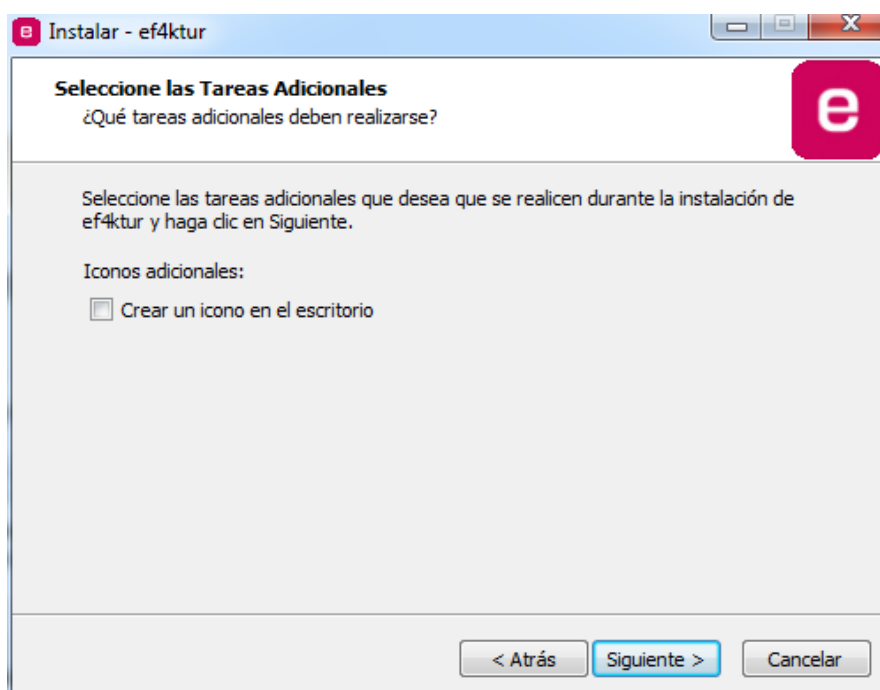 e Instalar - ef4ktur
Seleccione las Tareas Adicionales
¿Qué tareas adicionales deben realizarse?
e
Seleccione las tareas adicionales que desea que se realicen durante la instalación de
ef4ktur y haga clic en Siguiente.
Iconos adicionales:
Crear un icono en el escritorio
< Atrás Siguiente > Cancelar